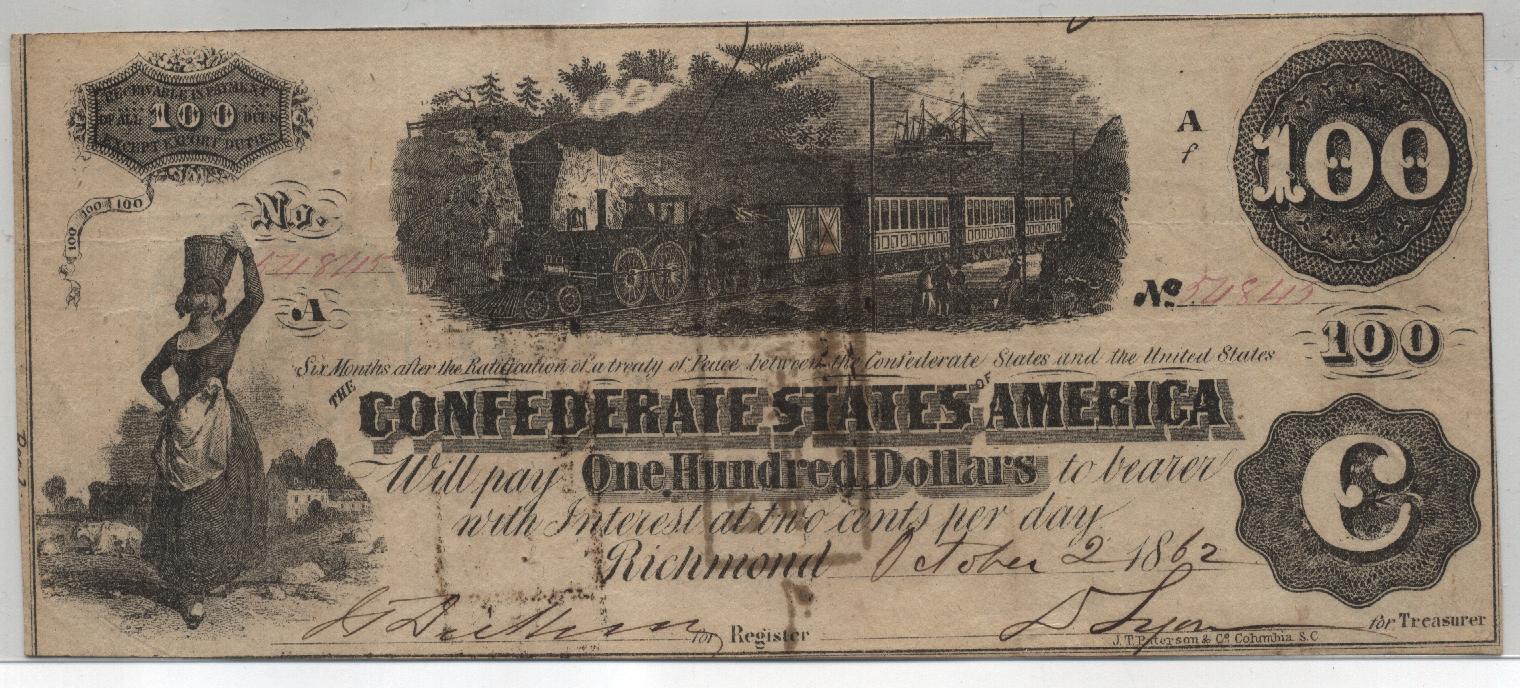 RECEIVABLE IN PAYMENT
OF ALL 100 DUES
EXCEPT EXPORT DUTIES
100 100 100
No.
A
A
f
100
No
100
Six Months after the Ratification of a treaty of Peace between the Confederate States and the United States
THE CONFEDERATE STATES OF AMERICA
Will pay One Hundred Dollars to bearer
with Interest at two cents per day
Richmond October 2 1862
C
for Register
for Treasurer
J.T. Paterson & Co Columbia S.C